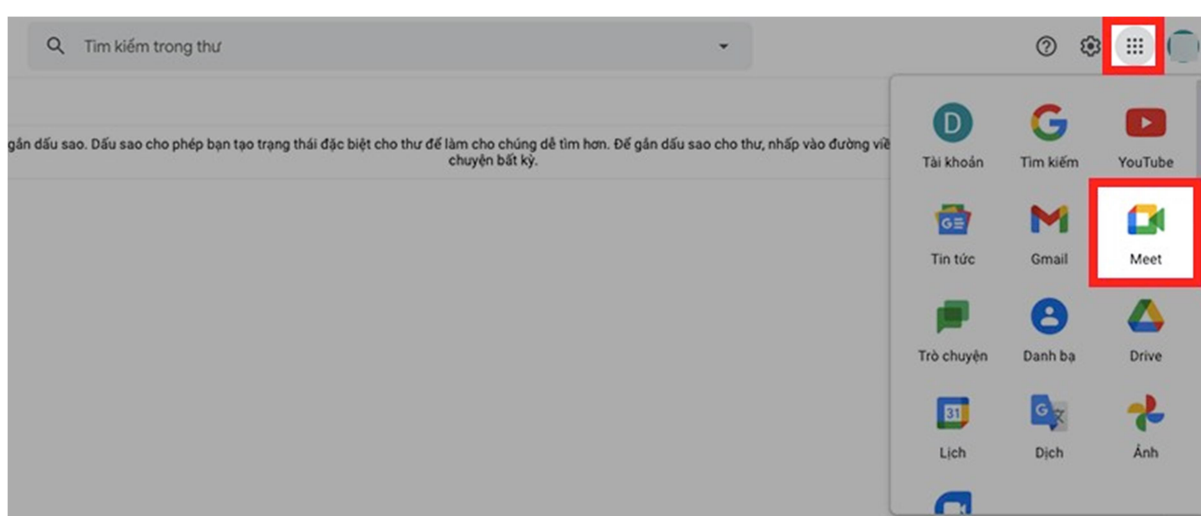 Tìm kiếm trong thư
gắn dấu sao. Dấu sao cho phép bạn tạo trạng thái đặc biệt cho thư để làm cho chúng dễ tìm hơn. Để gắn dấu sao cho thư, nhấp vào đường viề
chuyện bất kỳ.
D
Tài khoản Tìm kiếm YouTube
Tin tức Gmail Meet
Trò chuyện Danh bạ Drive
31
Lịch Dịch Ảnh